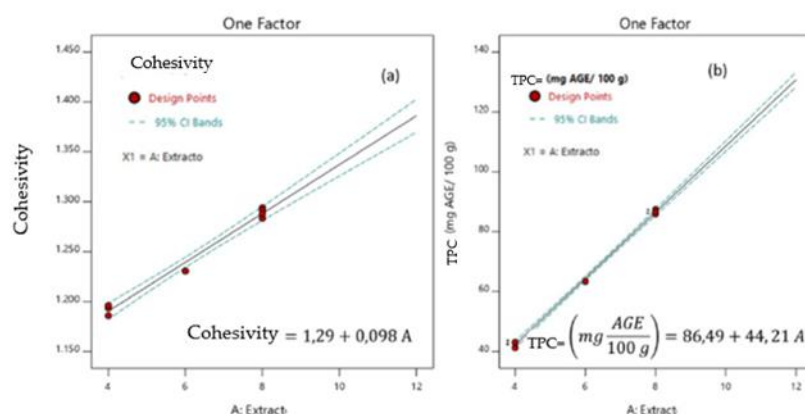 One Factor
1.450
1.400
1.350
1.300
1.250
1.200
1.150
Cohesivity
Cohesivity
(a)
Design Points
95% CI Bands
X1 = A: Extracto
Cohesivity = 1,29 + 0,098 A
4 6 8 10 12
A: Extract
One Factor
140
120
100
80
60
40
TPC (mg AGE/ 100 g)
TPC= (mg AGE/ 100 g)
(b)
Design Points
95% CI Bands
X1 = A: Extracto
TPC= (mg AGE/100 g) = 86,49 + 44,21 A
4 6 8 10 12
A: Extract